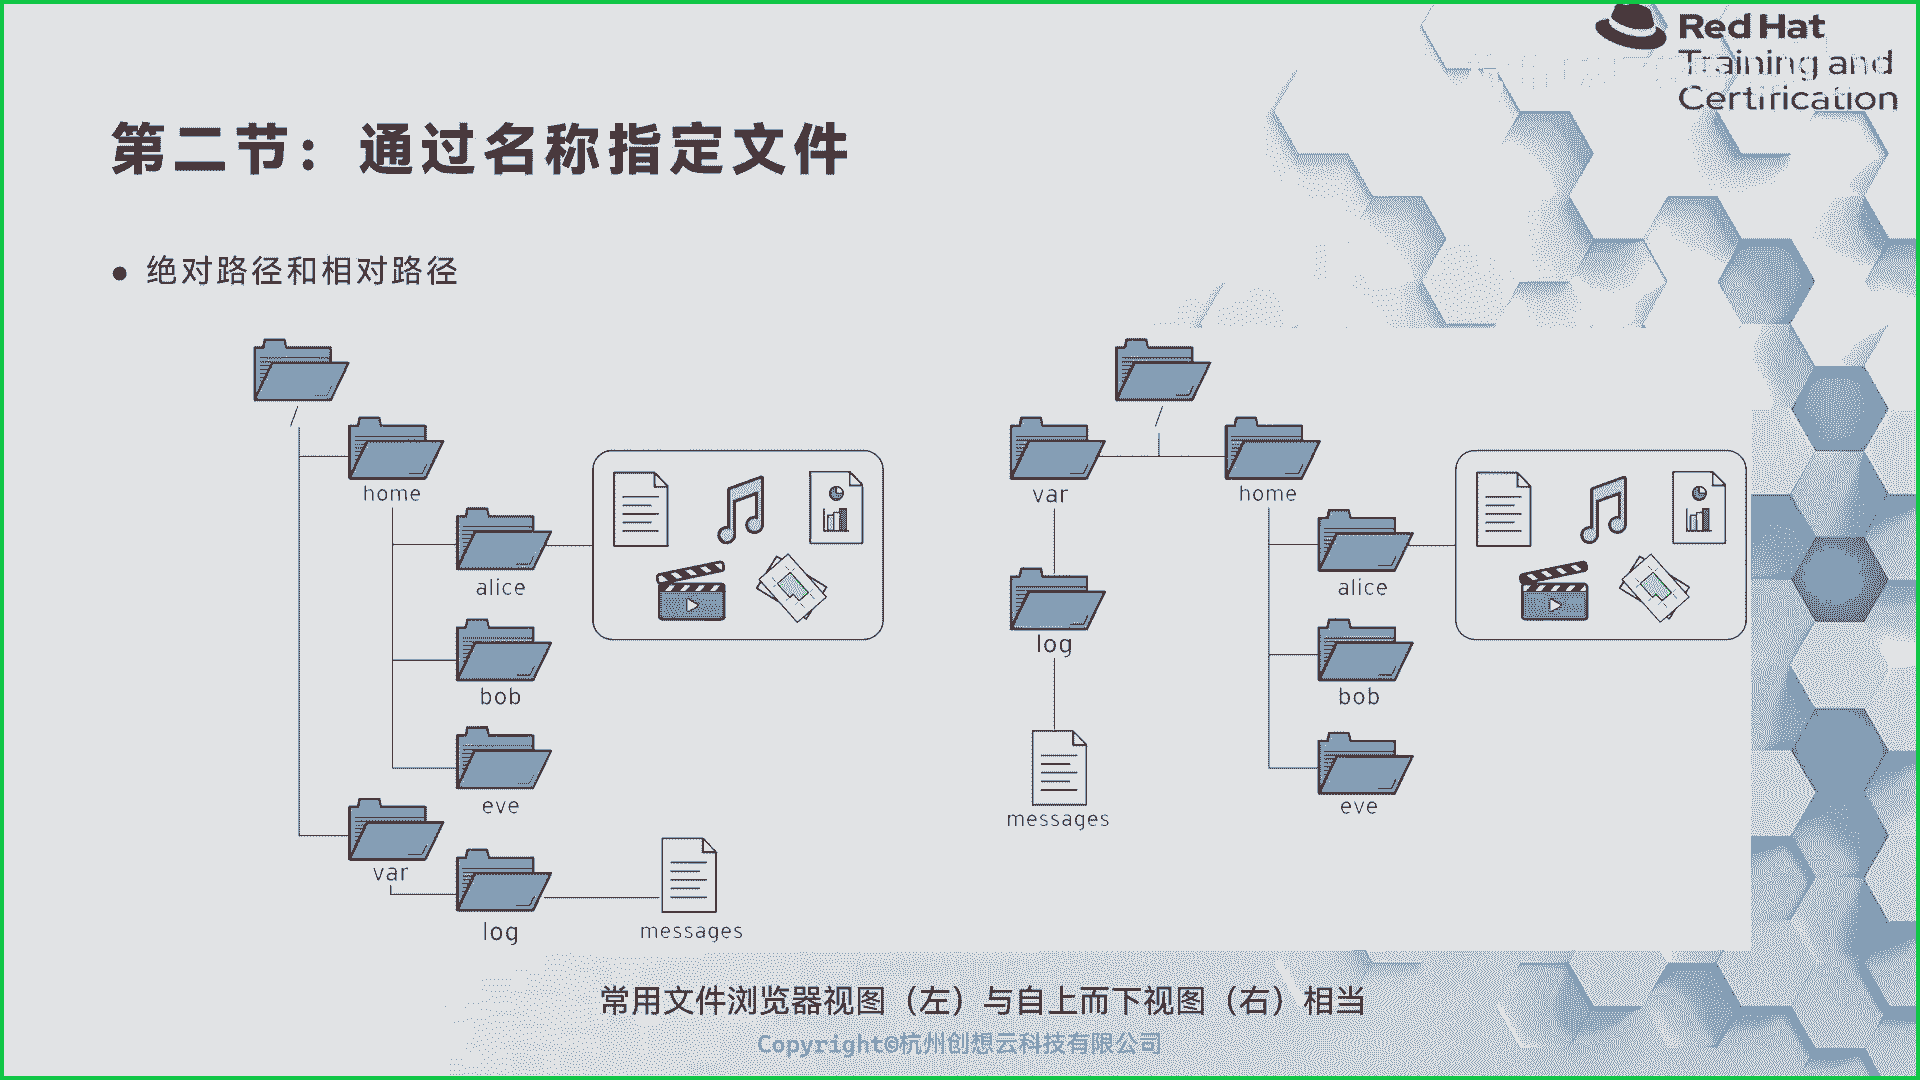 Red Hat
Training and
Certification
第二节：通过名称指定文件
● 绝对路径和相对路径
/
home
alice
bob
eve
var
log
messages
/
var
home
log
alice
bob
messages
eve
常用文件浏览器视图（左）与自上而下视图（右）相当
Copyright©杭州创想云科技有限公司